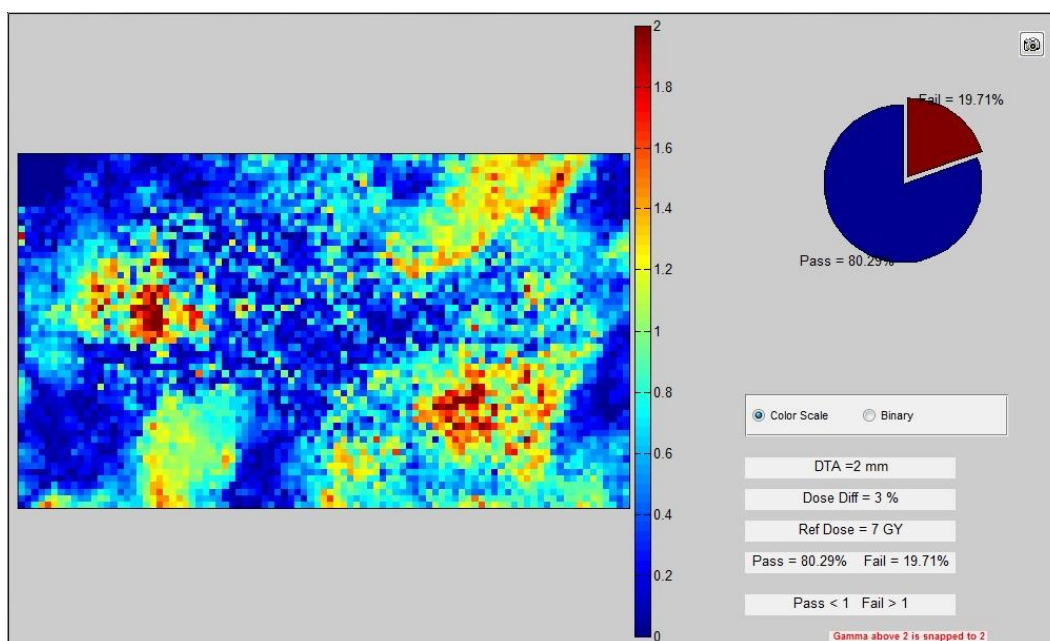 2
Fail = 19.71%
1.8
1.6
1.4
1.2
Pass = 80.29%
1
0.8
Color Scale Binary
0.6
DTA =2 mm
Dose Diff = 3 %
0.4
Ref Dose = 7 GY
Pass = 80.29% Fail = 19.71%
0.2
Pass < 1 Fail > 1
0
Gamma above 2 is snapped to 2